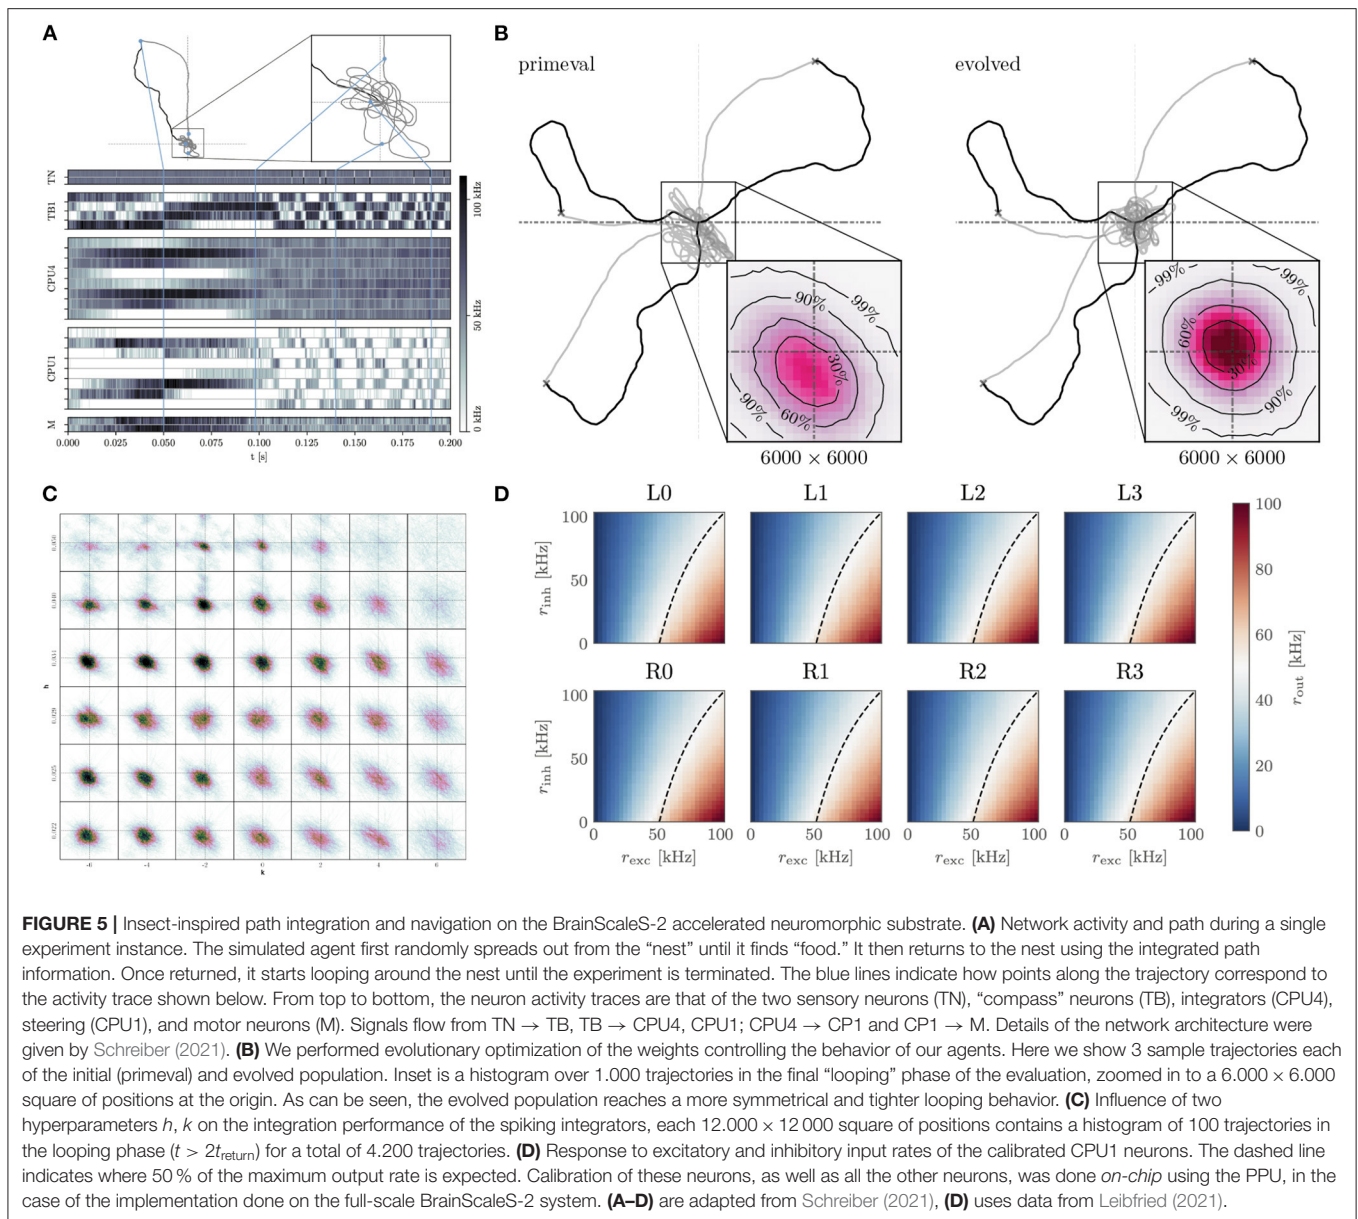 A
TN
TB1
CPU4
CPU1
M
100 kHz
50 kHz
0 kHz
0.000 0.025 0.050 0.075 0.100 0.125 0.150 0.175 0.200
t [s]
B
primeval
evolved
90%
99%
30%
90%
60%
99%
6000 × 6000
99%
99%
60%
30%
90%
99%
6000 × 6000
C
h
0.025
0.022
-6 -4 -2 0 2 4 6
k
D
L0 L1 L2 L3
100
50
0
r_inh [kHz]
R0 R1 R2 R3
100
50
0
r_inh [kHz]
0 50 100 0 50 100 0 50 100 0 50 100
r_exc [kHz] r_exc [kHz] r_exc [kHz] r_exc [kHz]
100
80
60
40
20
0
r_out [kHz]
FIGURE 5 | Insect-inspired path integration and navigation on the BrainScaleS-2 accelerated neuromorphic substrate. (A) Network activity and path during a single
experiment instance. The simulated agent first randomly spreads out from the “nest” until it finds “food.” It then returns to the nest using the integrated path
information. Once returned, it starts looping around the nest until the experiment is terminated. The blue lines indicate how points along the trajectory correspond to
the activity trace shown below. From top to bottom, the neuron activity traces are that of the two sensory neurons (TN), “compass” neurons (TB), integrators (CPU4),
steering (CPU1), and motor neurons (M). Signals flow from TN → TB, TB → CPU4, CPU1; CPU4 → CP1 and CP1 → M. Details of the network architecture were
given by Schreiber (2021). (B) We performed evolutionary optimization of the weights controlling the behavior of our agents. Here we show 3 sample trajectories each
of the initial (primeval) and evolved population. Inset is a histogram over 1.000 trajectories in the final “looping” phase of the evaluation, zoomed in to a 6.000 × 6.000
square of positions at the origin. As can be seen, the evolved population reaches a more symmetrical and tighter looping behavior. (C) Influence of two
hyperparameters h, k on the integration performance of the spiking integrators, each 12.000 × 12 000 square of positions contains a histogram of 100 trajectories in
the looping phase (t > 2t_return) for a total of 4.200 trajectories. (D) Response to excitatory and inhibitory input rates of the calibrated CPU1 neurons. The dashed line
indicates where 50 % of the maximum output rate is expected. Calibration of these neurons, as well as all the other neurons, was done on-chip using the PPU, in the
case of the implementation done on the full-scale BrainScaleS-2 system. (A–D) are adapted from Schreiber (2021), (D) uses data from Leibfried (2021).